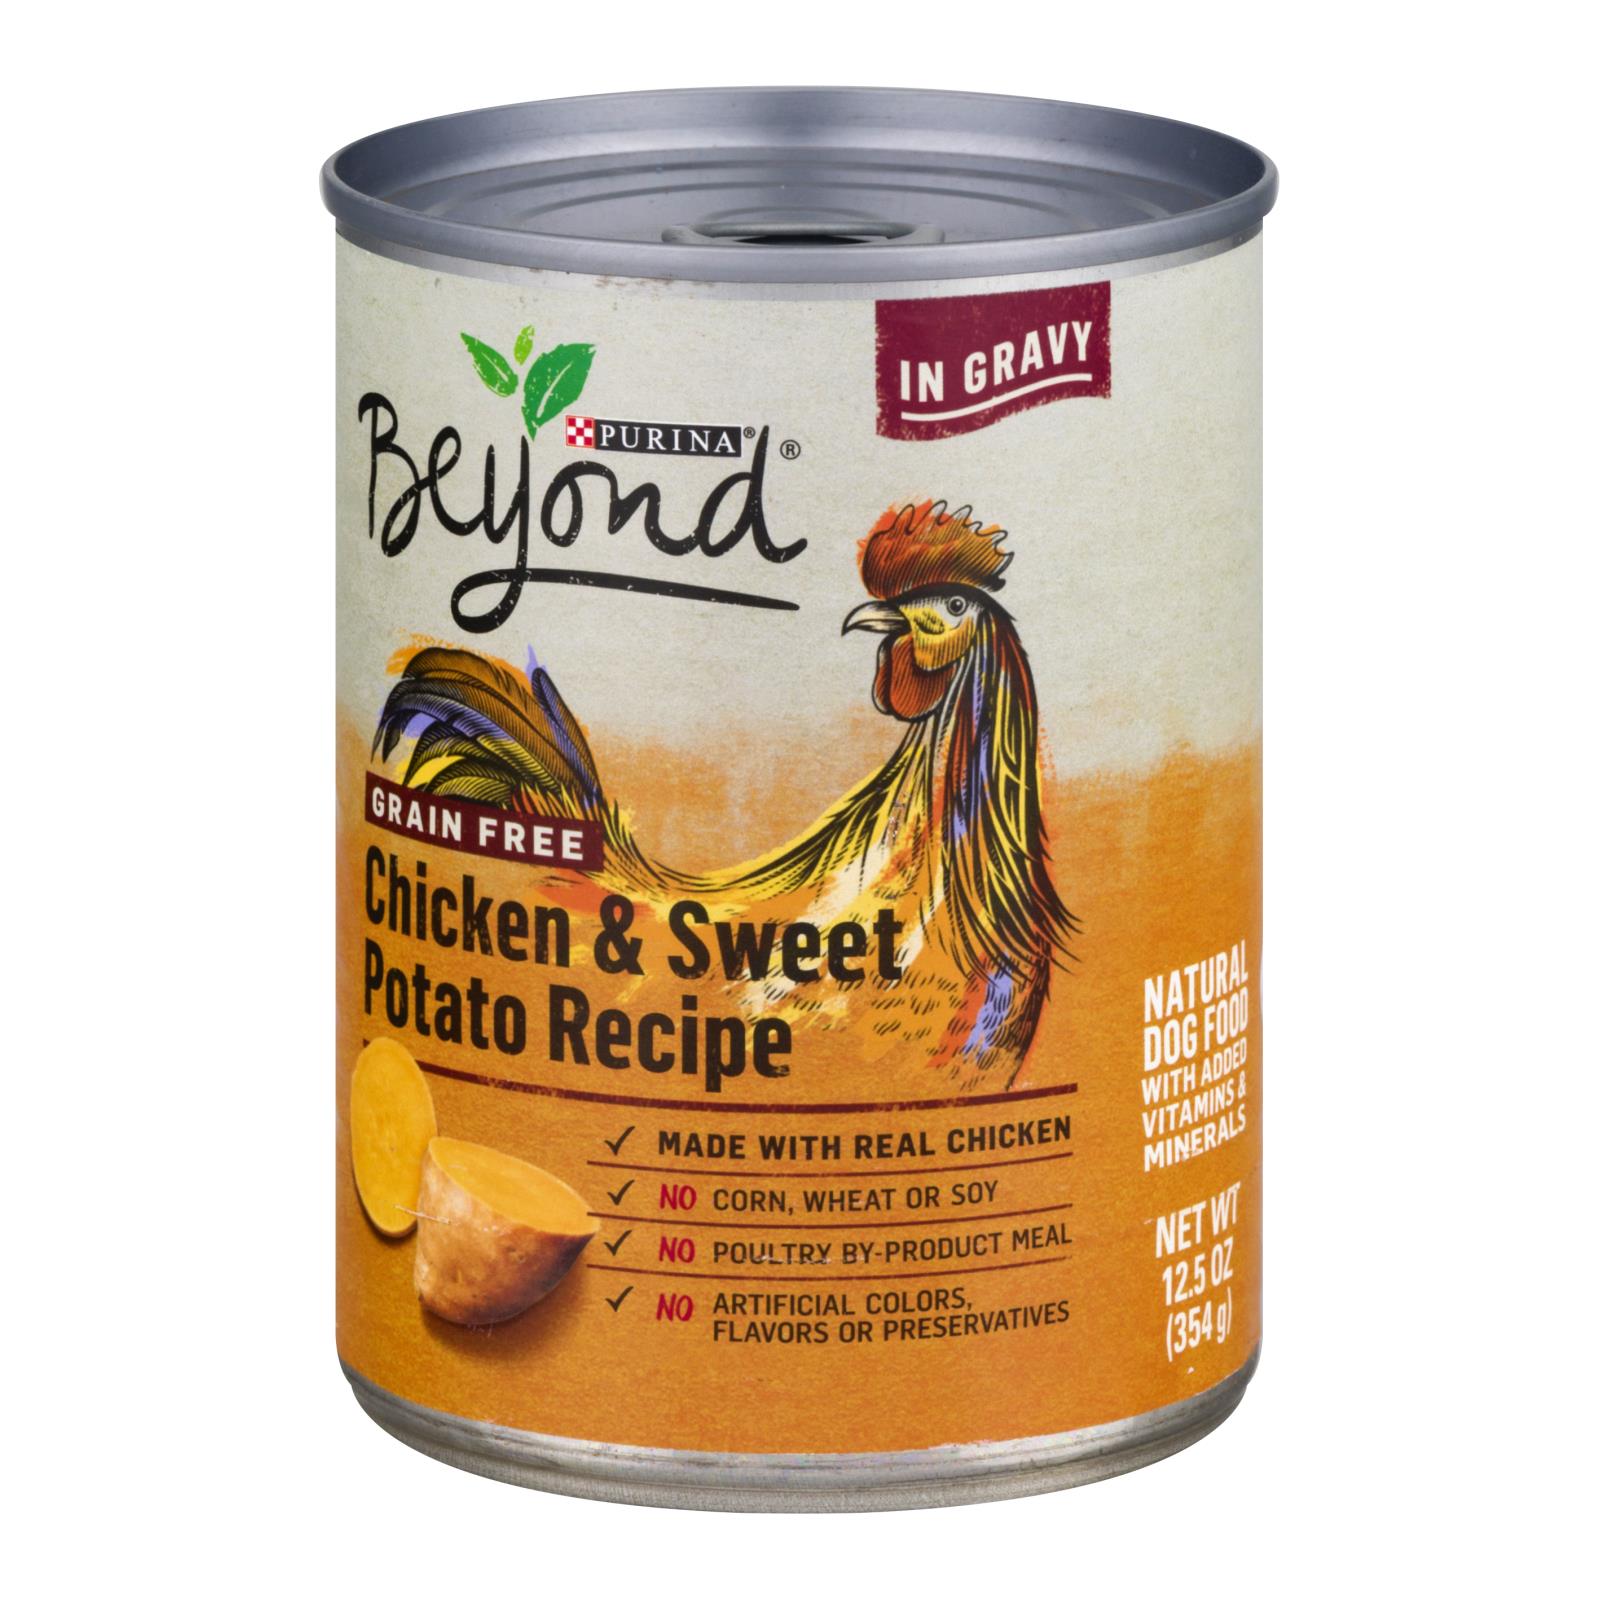 IN GRAVY
PURINA®
Beyond®
GRAIN FREE
Chicken & Sweet
Potato Recipe
✓ MADE WITH REAL CHICKEN
✓ NO CORN, WHEAT OR SOY
✓ NO POULTRY BY-PRODUCT MEAL
✓ NO ARTIFICIAL COLORS,
FLAVORS OR PRESERVATIVES
NATURAL
DOG FOOD
WITH ADDED
VITAMINS &
MINERALS
NET WT
12.5 OZ
(354 g)